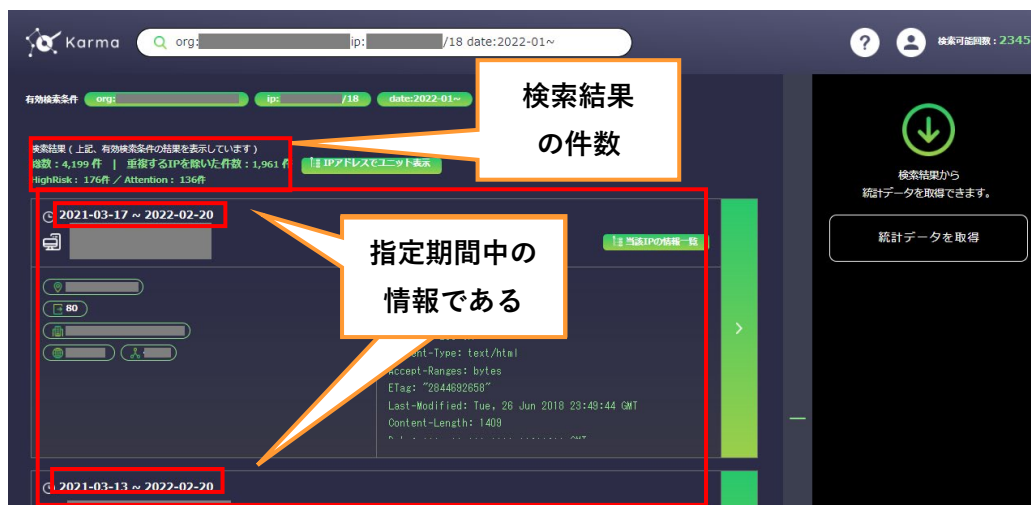 Karma
org: ip: /18 date:2022-01~
検索可能回数：2345
有効検索条件 org: ip: /18 date:2022-01~
検索結果
の件数
検索結果 ( 上記、有効検索条件の結果を表示しています )
総数：4,199 件 | 重複するIPを除いた件数：1,961 件
IPアドレスでユニット表示
HighRisk： 176件 ／ Attention： 136件
検索結果から
統計データを取得できます。
統計データを取得
2021-03-17 ~ 2022-02-20
当該IPの情報一覧
指定期間中の
情報である
80
Content-Type: text/html
Accept-Ranges: bytes
ETag: "2844692658"
Last-Modified: Tue, 26 Jun 2018 23:49:44 GMT
Content-Length: 1409
2021-03-13 ~ 2022-02-20